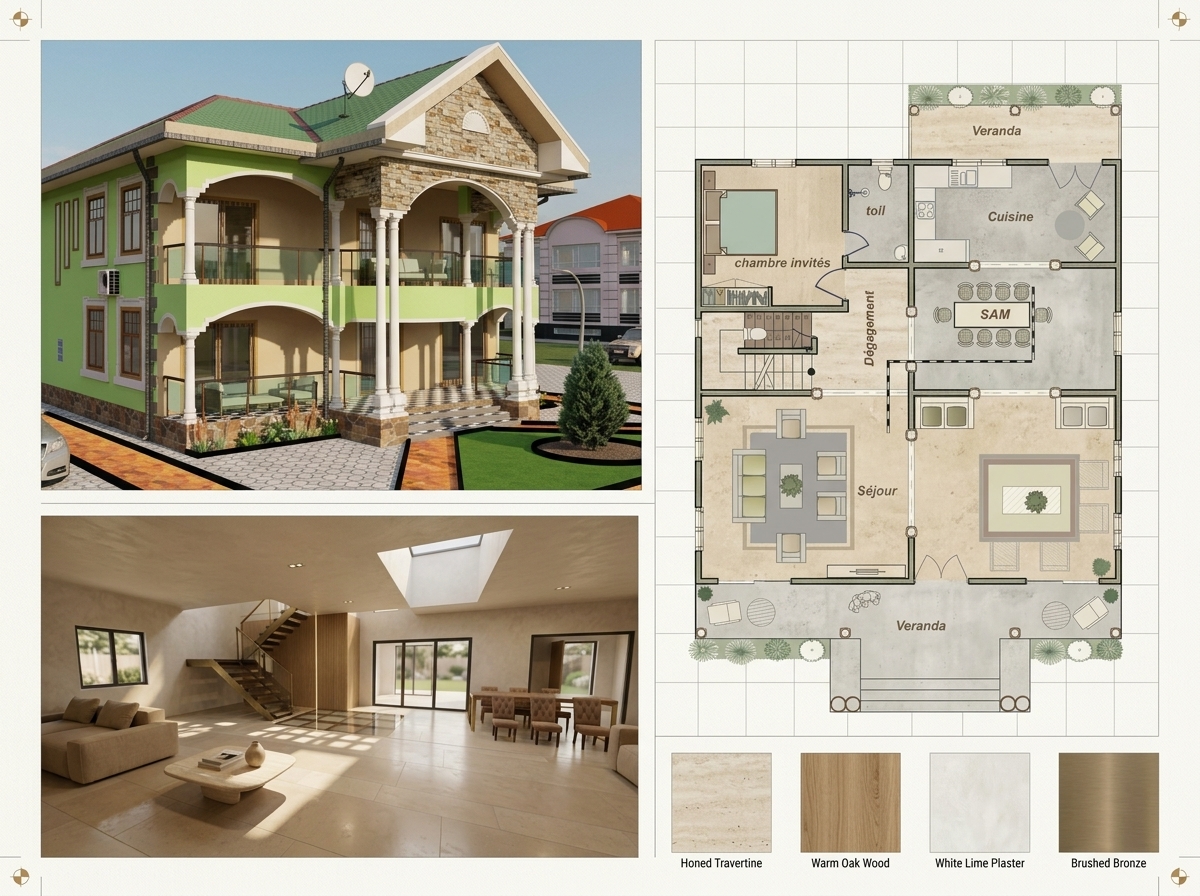 Veranda
toil
Cuisine
chambre invités
Dégagement
SAM
Séjour
Veranda
Honed Travertine
Warm Oak Wood
White Lime Plaster
Brushed Bronze